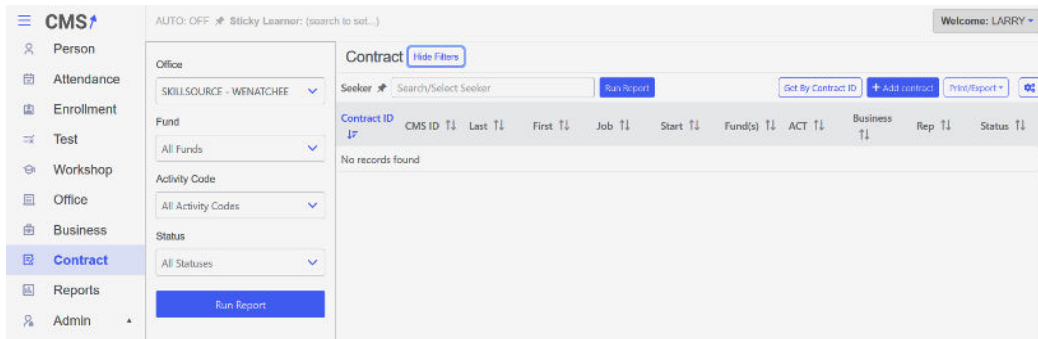 CMS
AUTO: OFF Sticky Learner: (search to set...)
Welcome: LARRY
Person
Attendance
Enrollment
Test
Workshop
Office
Business
Contract
Reports
Admin
Office
SKILLSOURCE - WENATCHEE
Fund
All Funds
Activity Code
All Activity Codes
Status
All Statuses
Run Report
Contract Hide Filters
Seeker Search/Select Seeker Run Report Get By Contract ID + Add contract Print/Export
Contract ID CMS ID Last First Job Start Fund(s) ACT Business Rep Status
No records found